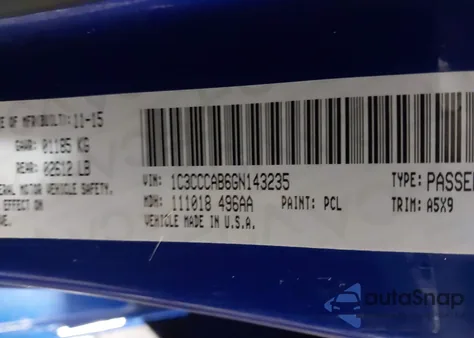 E OF MFR(BUILT): 11-15
GAWR: 01185 KG
REAR: 02612 LB
ERAL MOTOR VEHICLE SAFETY,
EFFECT ON
VIN: 1C3CCCAB6GN143235
TYPE: PASSE
MDH: 111018 496AA
PAINT: PCL
TRIM: A5X9
VEHICLE MADE IN U.S.A.
autoSnap